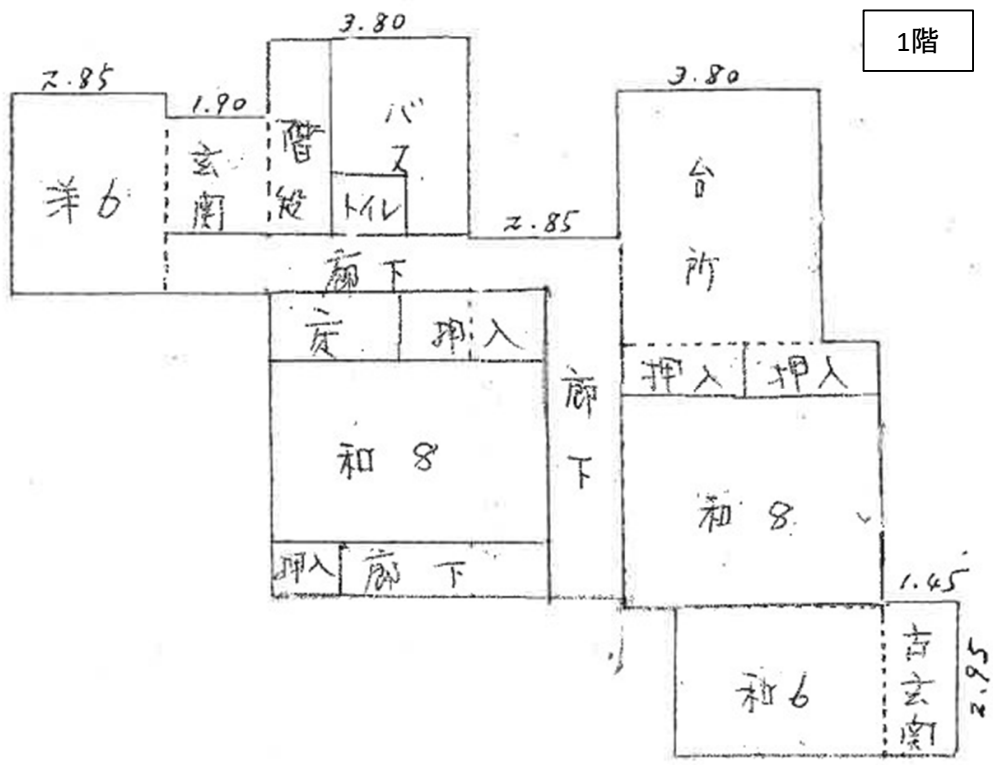 1階
3.80
2.85
1.90
3.80
階段
バス
玄関
洋6
トイレ
台所
2.85
廊下
床
押入
押入
押入
廊下
和8
和8
押入
廊下
1.45
和6
古玄関
2.95